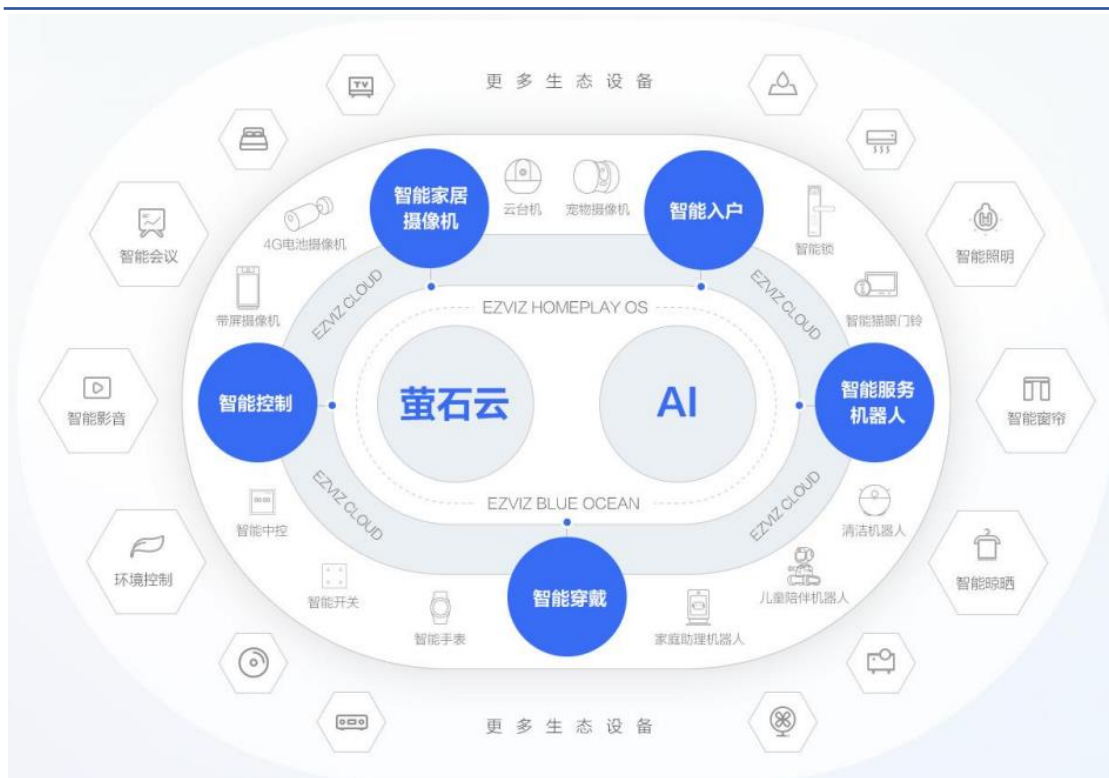 更多生态设备
TV
智能家居
摄像机
云台机
宠物摄像机
智能入户
4G电池摄像机
智能锁
智能会议
智能照明
带屏摄像机
EZVIZ CLOUD
EZVIZ HOMEPLAY OS
EZVIZ CLOUD
智能猫眼门铃
智能影音
智能控制
萤石云
AI
智能服务
机器人
智能窗帘
EZVIZ CLOUD
EZVIZ BLUE OCEAN
EZVIZ CLOUD
智能中控
清洁机器人
环境控制
智能开关
智能手表
智能穿戴
家庭助理机器人
儿童陪伴机器人
智能晾晒
更多生态设备